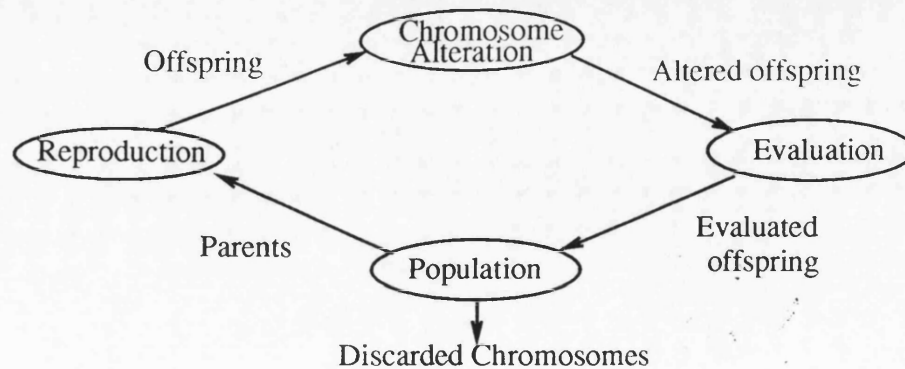 Chromosome
Alteration
Offspring
Altered offspring
Reproduction
Evaluation
Parents
Evaluated
offspring
Population
Discarded Chromosomes